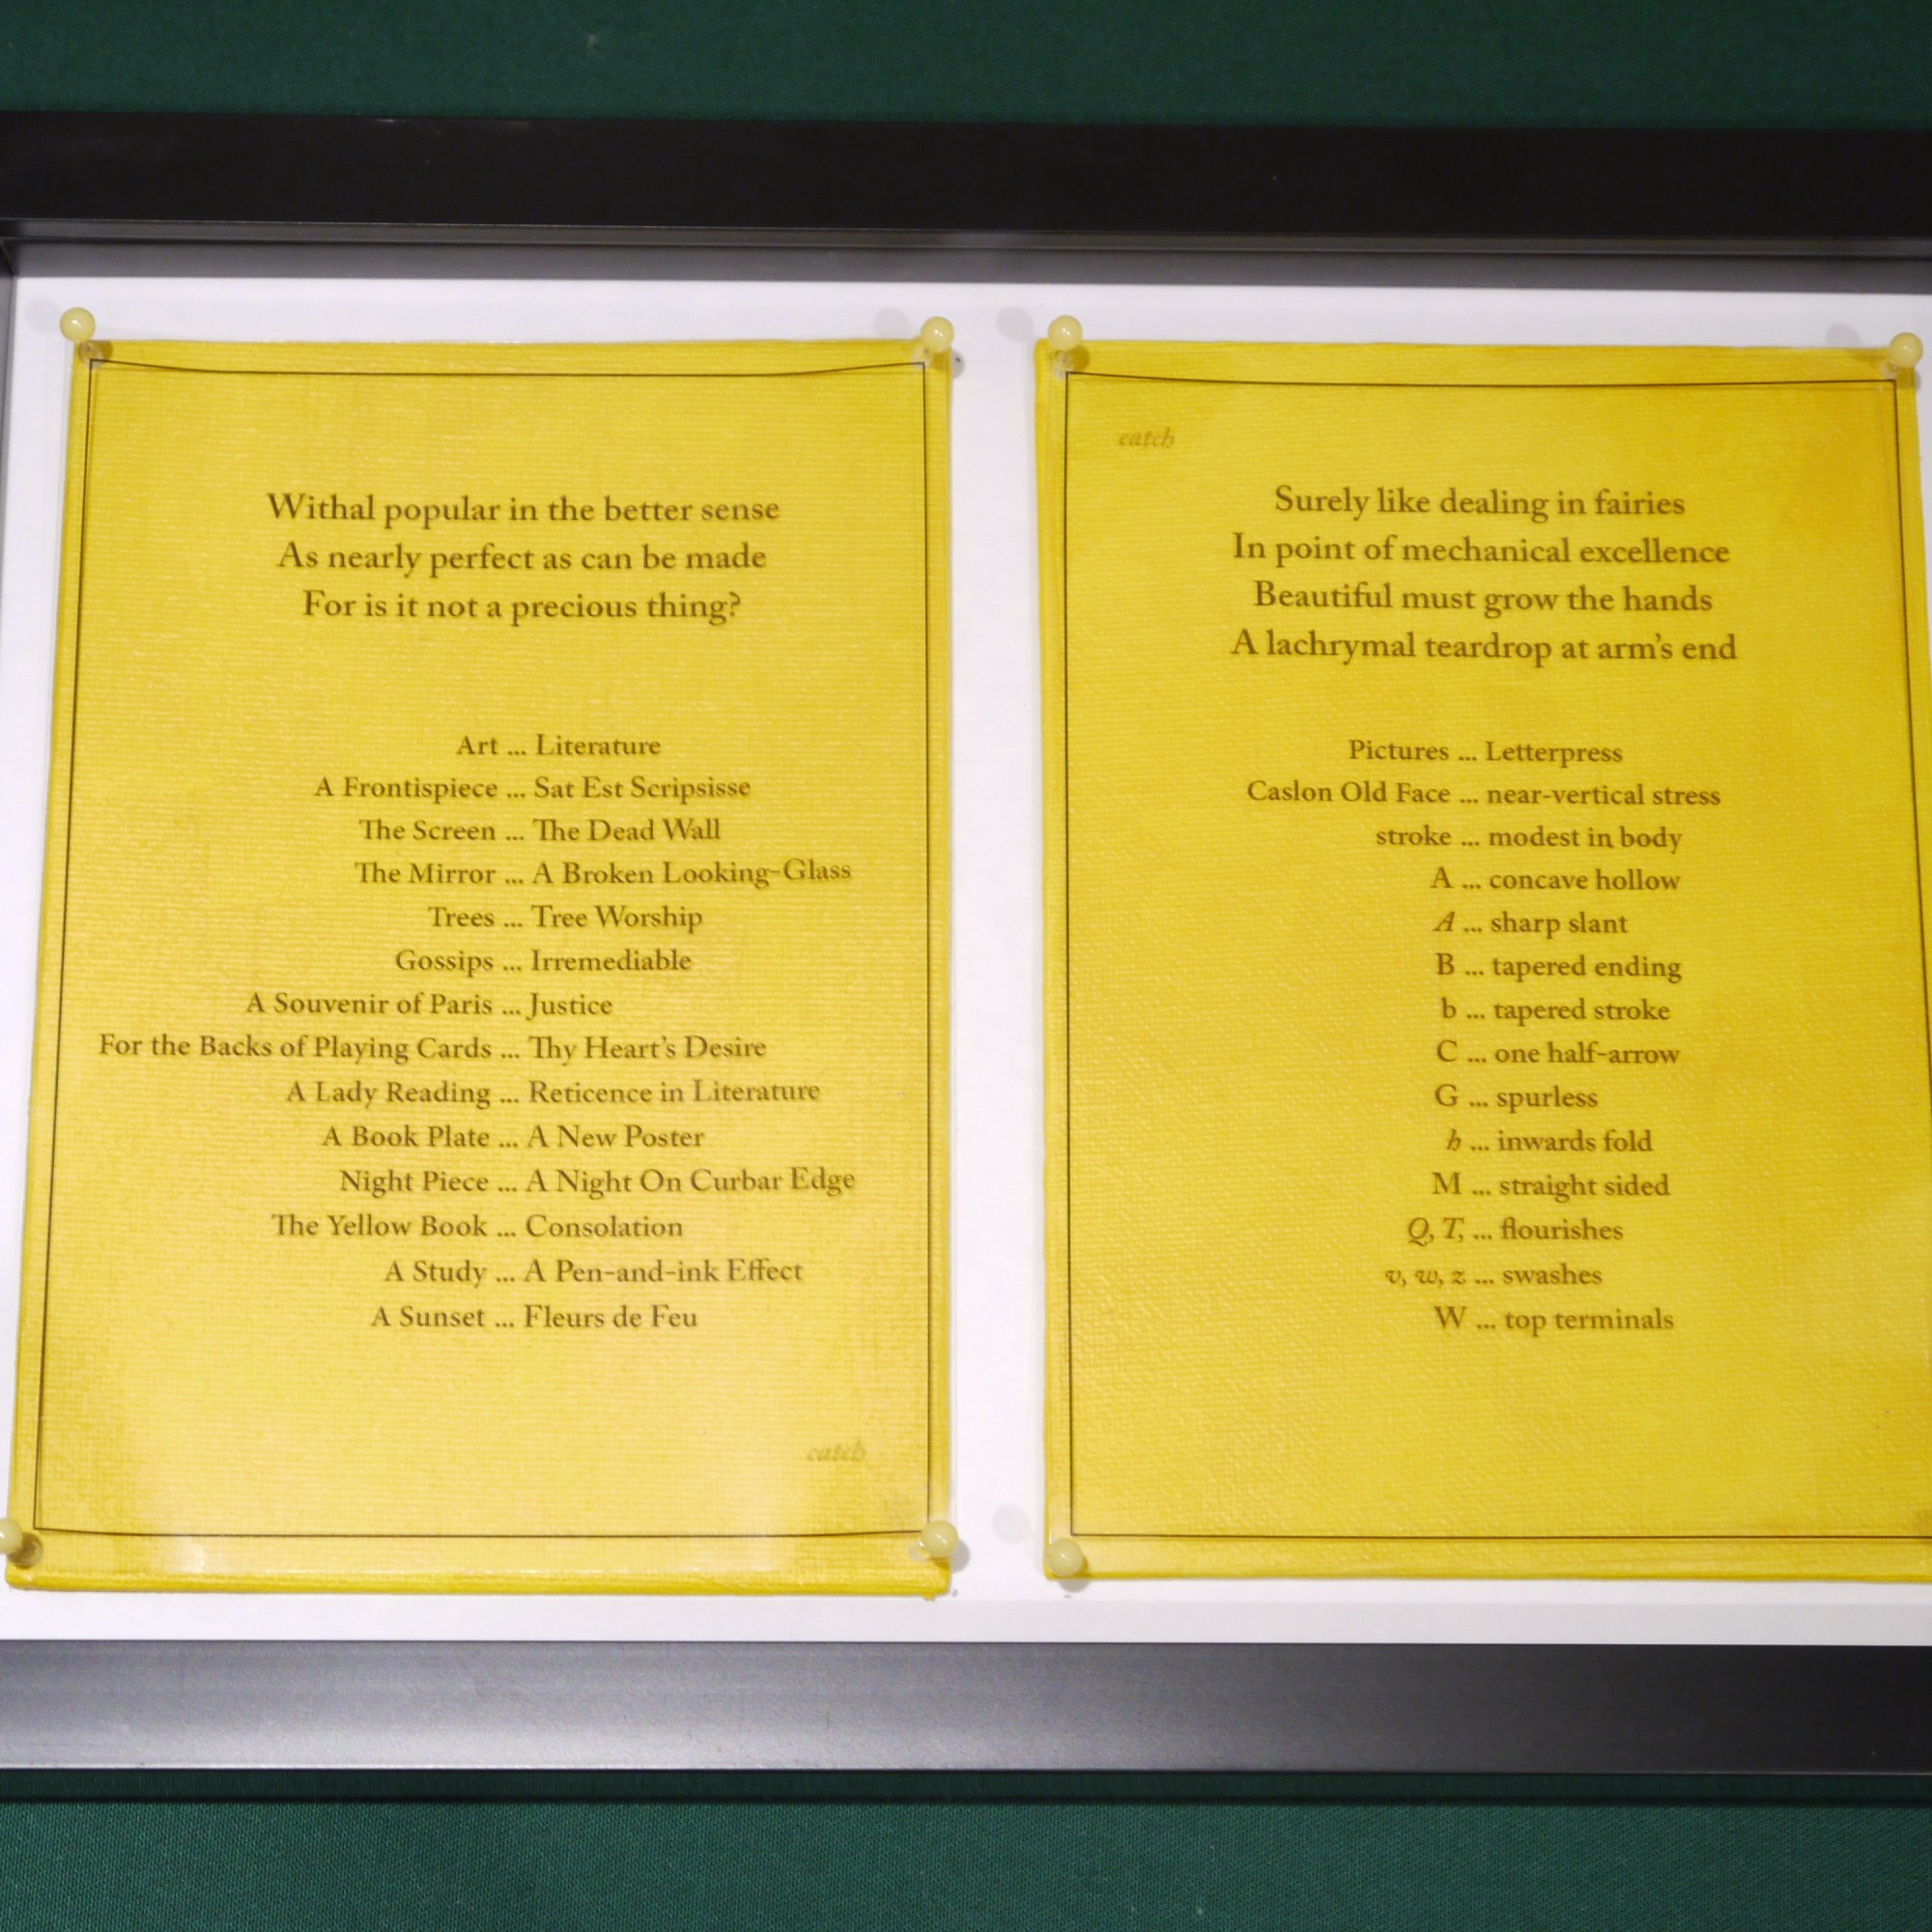 Withal popular in the better sense
As nearly perfect as can be made
For is it not a precious thing?
Art ... Literature
A Frontispiece ... Sat Est Scripsisse
The Screen ... The Dead Wall
The Mirror ... A Broken Looking-Glass
Trees ... Tree Worship
Gossips ... Irremediable
A Souvenir of Paris ... Justice
For the Backs of Playing Cards ... Thy Heart's Desire
A Lady Reading ... Reticence in Literature
A Book Plate ... A New Poster
Night Piece ... A Night On Curbar Edge
The Yellow Book ... Consolation
A Study ... A Pen-and-ink Effect
A Sunset ... Fleurs de Feu
catch
catch
Surely like dealing in fairies
In point of mechanical excellence
Beautiful must grow the hands
A lachrymal teardrop at arm's end
Pictures ... Letterpress
Caslon Old Face ... near-vertical stress
stroke ... modest in body
A ... concave hollow
A ... sharp slant
B ... tapered ending
b ... tapered stroke
C ... one half-arrow
G ... spurless
h ... inwards fold
M ... straight sided
Q, T, ... flourishes
v, w, z ... swashes
W ... top terminals